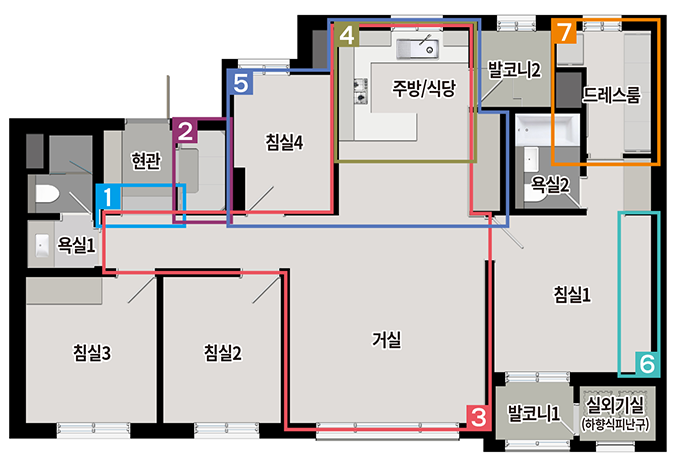 4
7
주방/식당
발코니2
5
드레스룸
2
침실4
현관
욕실2
1
욕실1
침실1
거실
침실3
침실2
6
발코니1
실외기실
(하향식피난구)
3